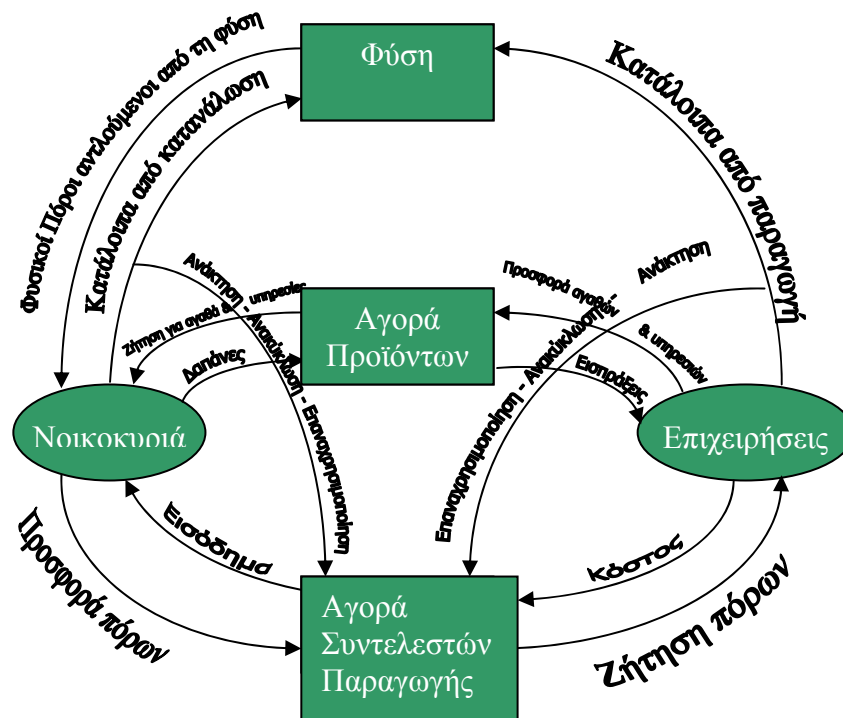 Φύση
Φυσικοί Πόροι αντλούμενοι από τη φύση
Κατάλοιπα από κατανάλωση
Κατάλοιπα από παραγωγή
Ανάκτηση - Ανακύκλωση - Επαναχρησιμοποίηση
Ανάκτηση
Επαναχρησιμοποίηση - Ανακύκλωση -
Ζήτηση για αγαθά & υπηρεσίες
Προσφορά αγαθών
& υπηρεσιών
Αγορά
Προϊόντων
Δαπάνες
Εισπράξεις
Νοικοκυριά
Επιχειρήσεις
Εισόδημα
Κόστος
Προσφορά πόρων
Ζήτηση πόρων
Αγορά
Συντελεστών
Παραγωγής